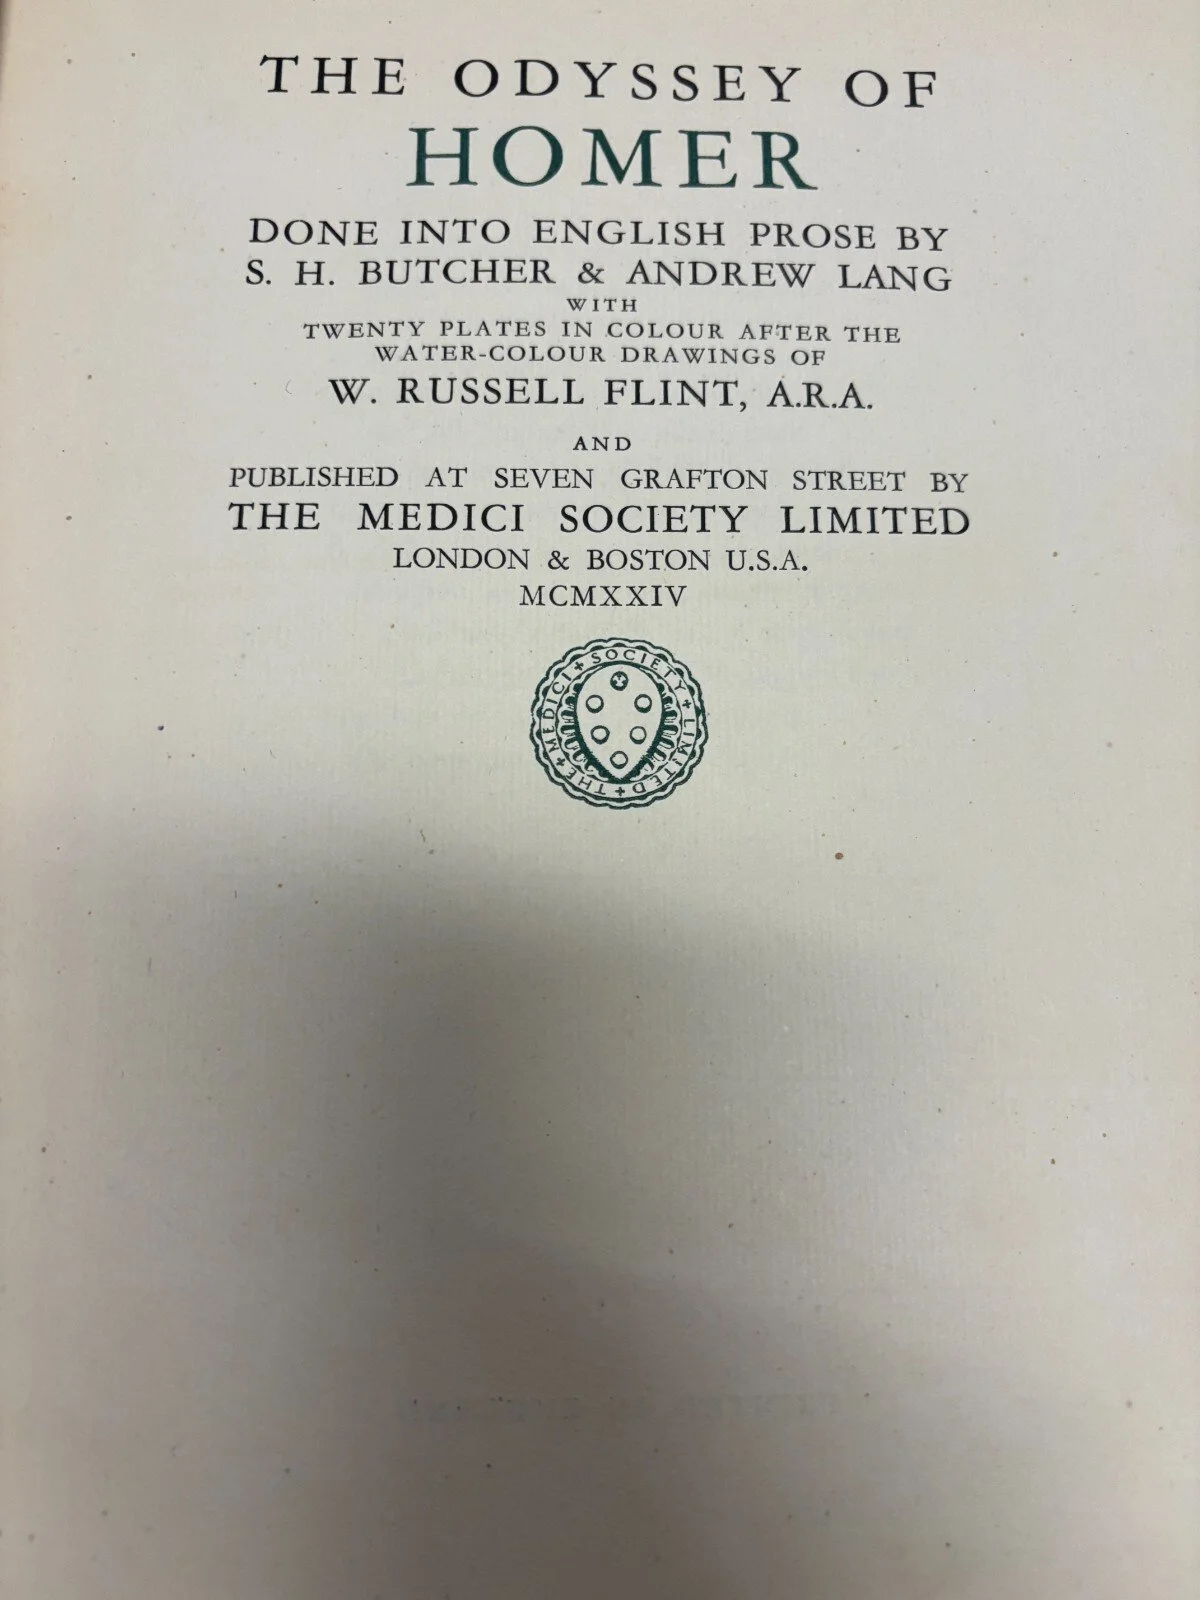 THE ODYSSEY OF
HOMER
DONE INTO ENGLISH PROSE BY
S. H. BUTCHER & ANDREW LANG
WITH
TWENTY PLATES IN COLOUR AFTER THE
WATER-COLOUR DRAWINGS OF
W. RUSSELL FLINT, A.R.A.
AND
PUBLISHED AT SEVEN GRAFTON STREET BY
THE MEDICI SOCIETY LIMITED
LONDON & BOSTON U.S.A.
MCMXXIV
THE + MEDICI + SOCIETY + LIMITED +